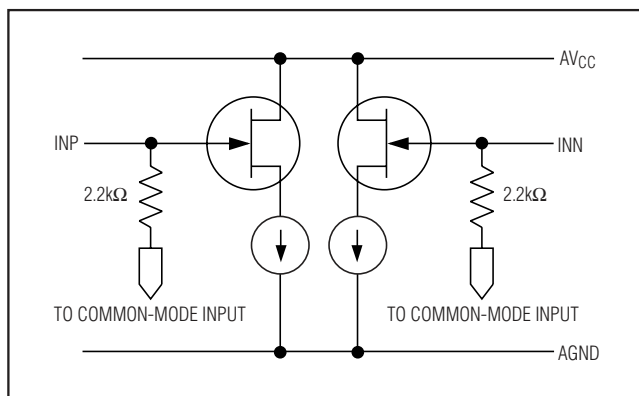 AVCC
INP
INN
2.2kΩ
2.2kΩ
TO COMMON-MODE INPUT
TO COMMON-MODE INPUT
AGND